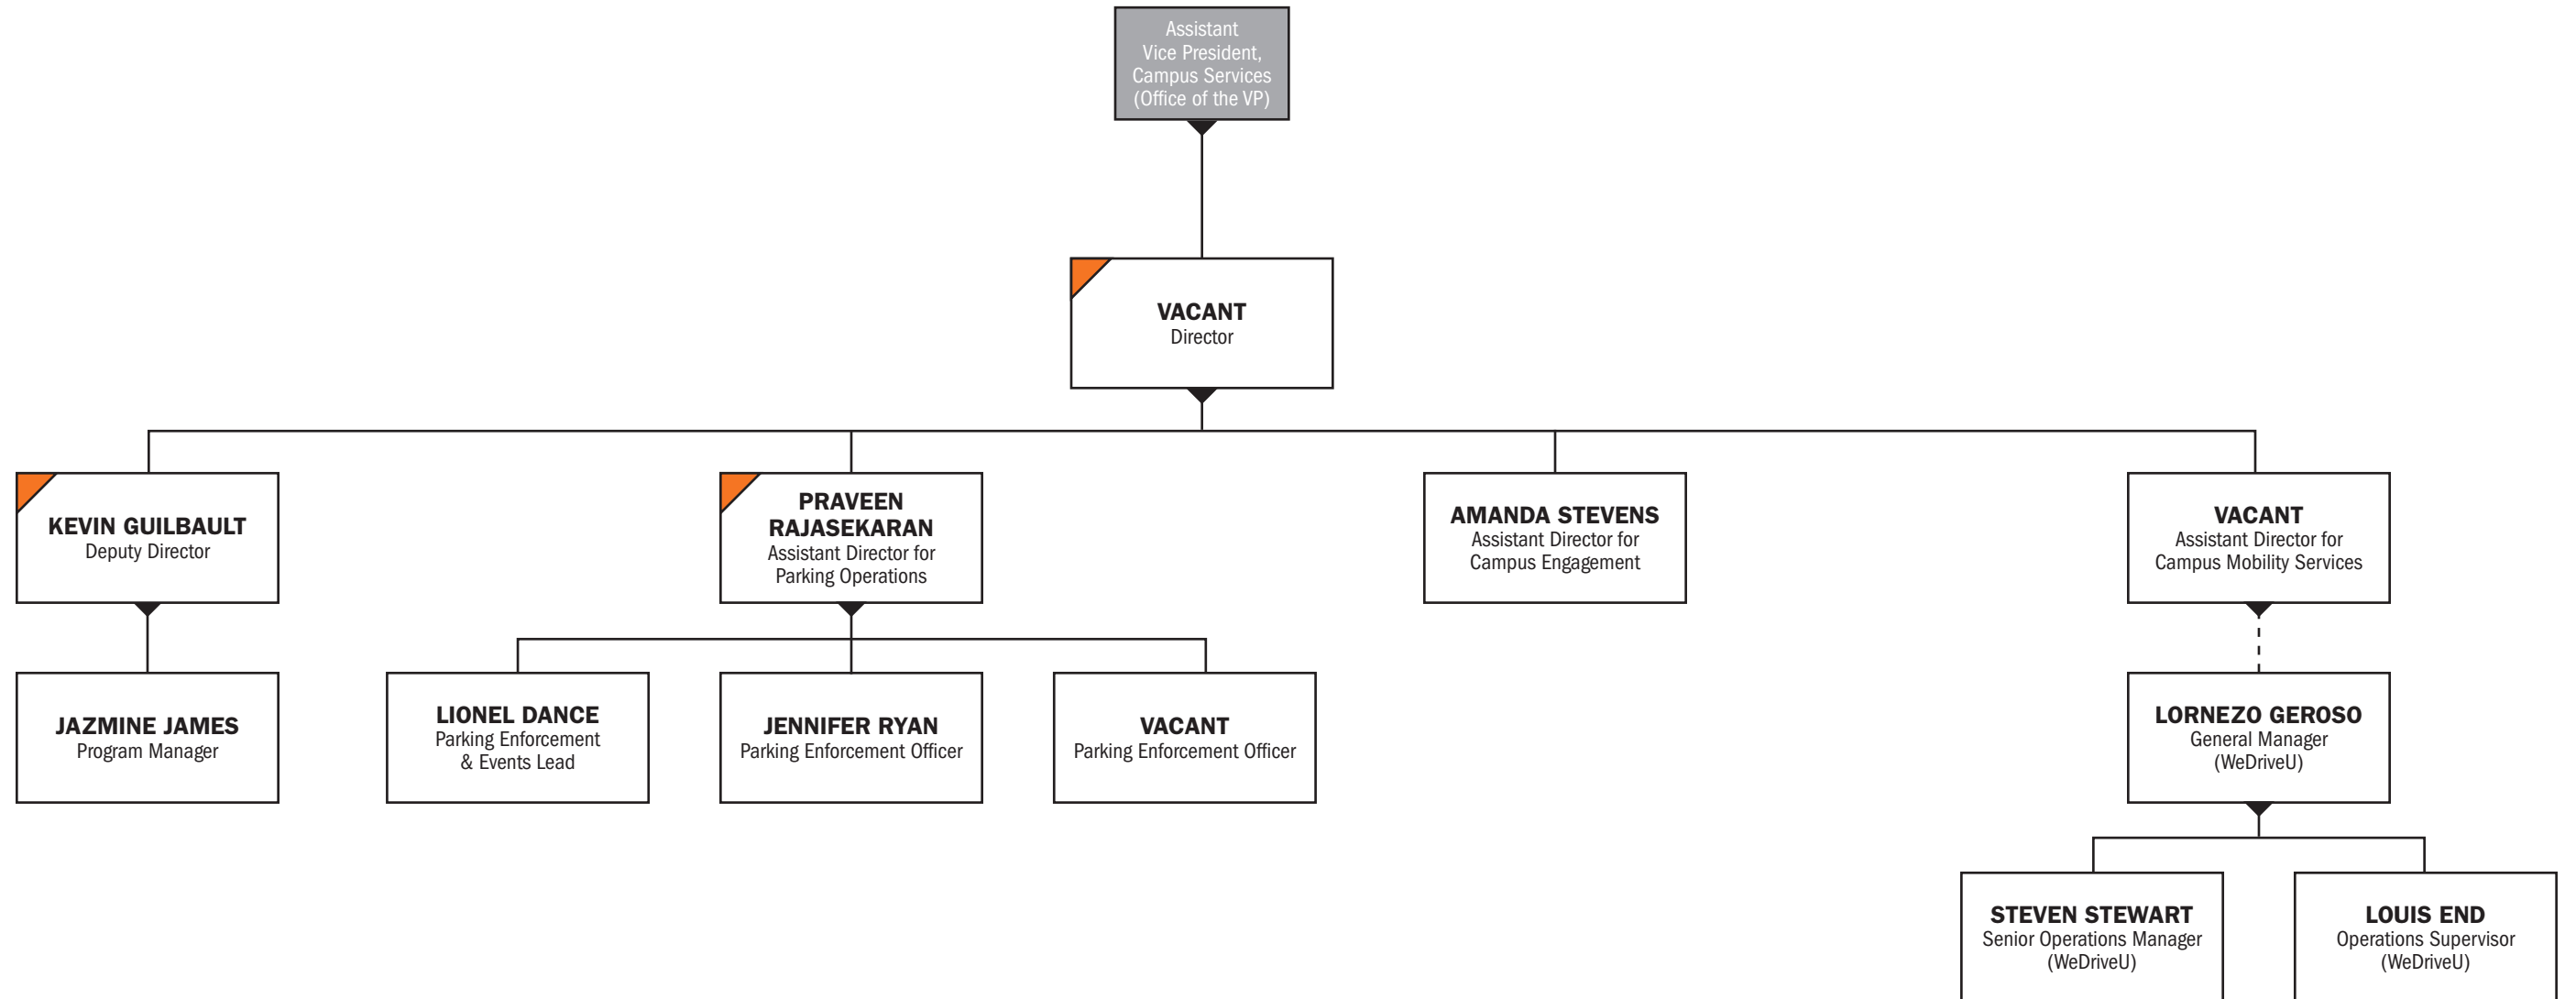 Assistant
Vice President,
Campus Services
(Office of the VP)
VACANT
Director
KEVIN GUILBAULT
Deputy Director
PRAVEEN
RAJASEKARAN
Assistant Director for
Parking Operations
AMANDA STEVENS
Assistant Director for
Campus Engagement
VACANT
Assistant Director for
Campus Mobility Services
JAZMINE JAMES
Program Manager
LIONEL DANCE
Parking Enforcement
& Events Lead
JENNIFER RYAN
Parking Enforcement Officer
VACANT
Parking Enforcement Officer
LORNEZO GEROSO
General Manager
(WeDriveU)
STEVEN STEWART
Senior Operations Manager
(WeDriveU)
LOUIS END
Operations Supervisor
(WeDriveU)